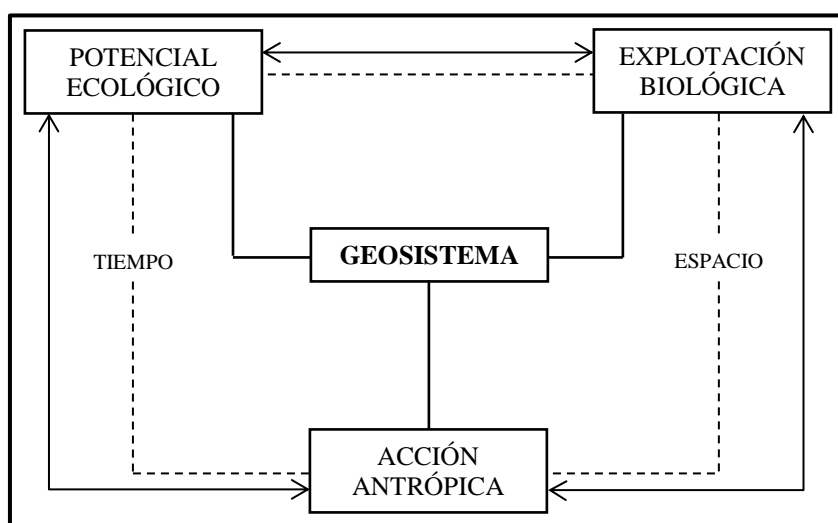 POTENCIAL
ECOLÓGICO
EXPLOTACIÓN
BIOLÓGICA
GEOSISTEMA
TIEMPO
ESPACIO
ACCIÓN
ANTRÓPICA